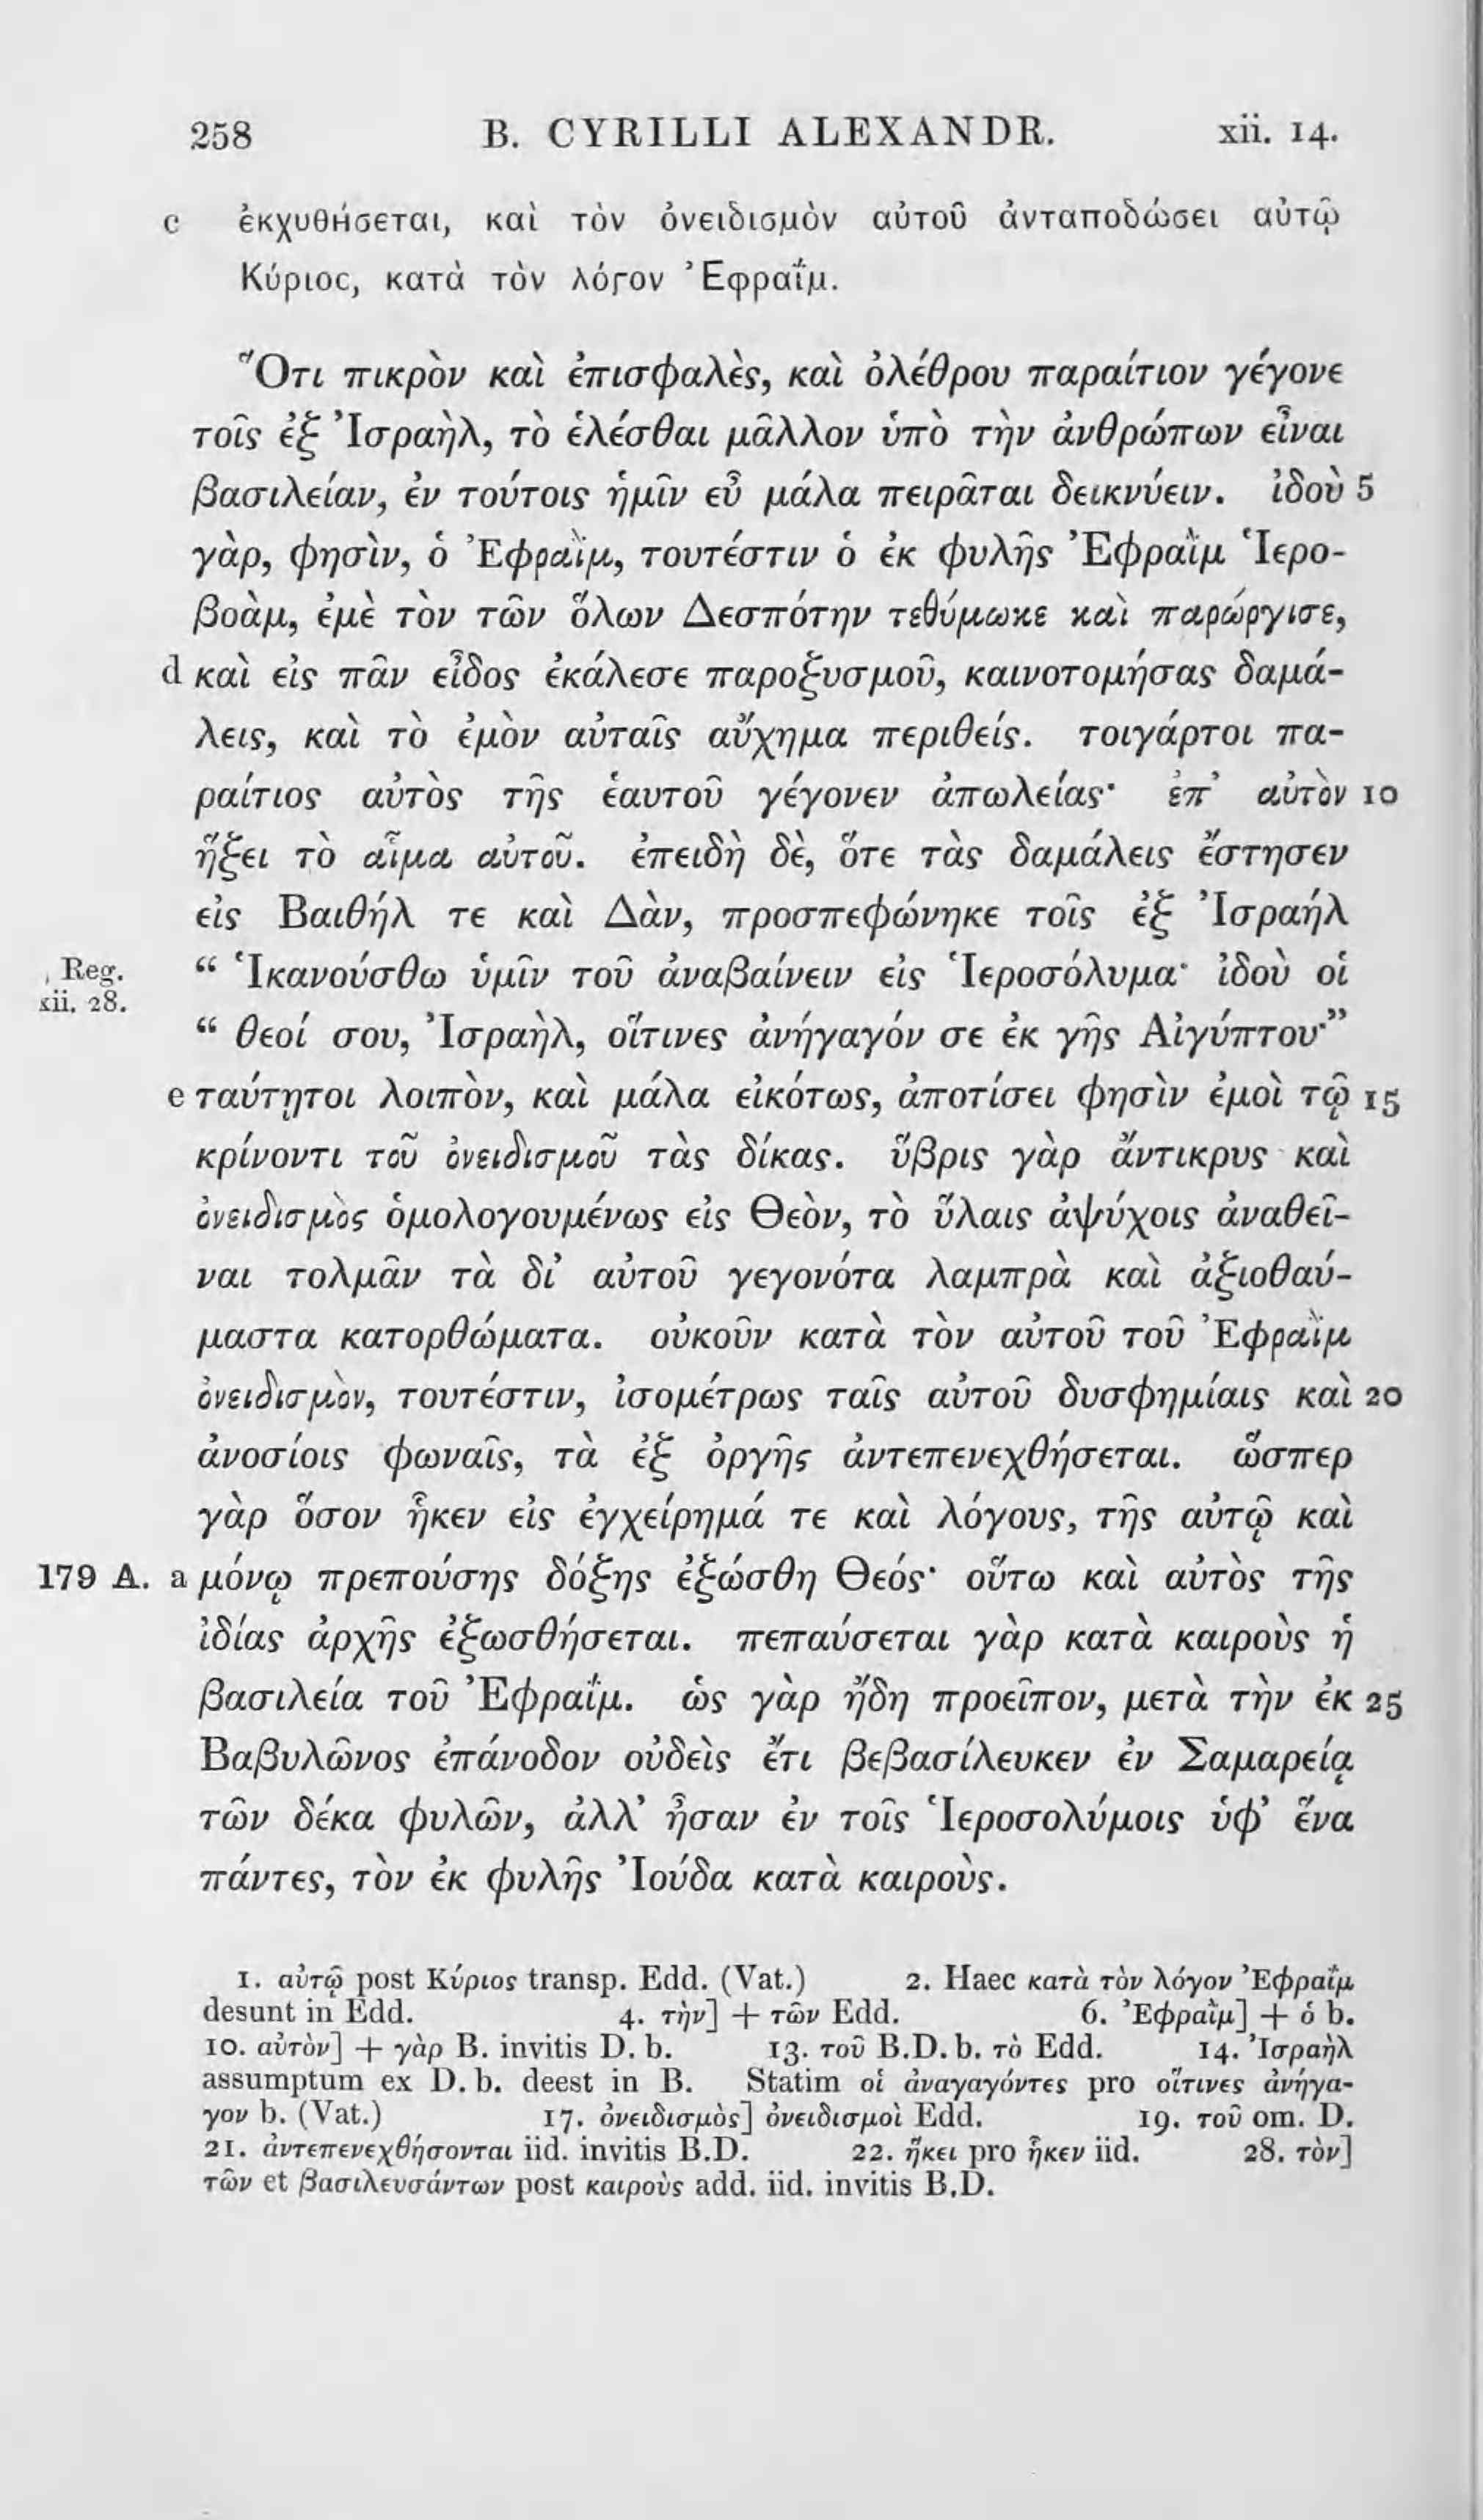 258 B. CYRILLI ALEXANDR. xii. 14.
c ἐκχυθήσεται, καὶ τὸν ὀνειδισμὸν αὐτοῦ ἀνταποδώσει αὐτῷ
Κύριος, κατὰ τὸν λόγον Ἐφραΐμ.
Ὅτι πικρὸν καὶ ἐπισφαλὲς, καὶ ὀλέθρου παραίτιον γέγονε
τοῖς ἐξ Ἰσραὴλ, τὸ ἑλέσθαι μᾶλλον ὑπὸ τὴν ἀνθρώπων εἶναι
βασιλείαν, ἐν τούτοις ἡμῖν εὖ μάλα πειρᾶται δεικνύειν. ἰδοὺ 5
γὰρ, φησὶν, ὁ Ἐφραῒμ, τουτέστιν ὁ ἐκ φυλῆς Ἐφραῒμ Ἱερο-
βοὰμ, ἐμὲ τὸν τῶν ὅλων Δεσπότην τεθύμωκε καὶ παρώργισε,
d καὶ εἰς πᾶν εἶδος ἐκάλεσε παροξυσμοῦ, καινοτομήσας δαμά-
λεις, καὶ τὸ ἐμὸν αὐταῖς αὔχημα περιθείς. τοιγάρτοι πα-
ραίτιος αὐτὸς τῆς ἑαυτοῦ γέγονεν ἀπωλείας· ἐπ’ αὐτὸν 10
ἥξει τὸ αἷμα αὐτοῦ. ἐπειδὴ δὲ, ὅτε τὰς δαμάλεις ἔστησεν
εἰς Βαιθήλ τε καὶ Δὰν, προσπεφώνηκε τοῖς ἐξ Ἰσραήλ
Reg. “ Ἱκανούσθω ὑμῖν τοῦ ἀναβαίνειν εἰς Ἱεροσόλυμα· ἰδοὺ οἱ
xii. 28.
“ θεοί σου, Ἰσραὴλ, οἵτινες ἀνήγαγόν σε ἐκ γῆς Αἰγύπτου·”
e ταύτῃτοι λοιπὸν, καὶ μάλα εἰκότως, ἀποτίσει φησὶν ἐμοὶ τῷ 15
κρίνοντι τοῦ ὀνειδισμοῦ τὰς δίκας. ὕβρις γὰρ ἄντικρυς καὶ
ὀνειδισμὸς ὁμολογουμένως εἰς Θεὸν, τὸ ὕλαις ἀψύχοις ἀναθεῖ-
ναι τολμᾶν τὰ δι’ αὐτοῦ γεγονότα λαμπρὰ καὶ ἀξιοθαύ-
μαστα κατορθώματα. οὐκοῦν κατὰ τὸν αὐτοῦ τοῦ Ἐφραῒμ
ὀνειδισμὸν, τουτέστιν, ἰσομέτρως ταῖς αὐτοῦ δυσφημίαις καὶ 20
ἀνοσίοις φωναῖς, τὰ ἐξ ὀργῆς ἀντεπενεχθήσεται. ὥσπερ
γὰρ ὅσον ἧκεν εἰς ἐγχείρημά τε καὶ λόγους, τῆς αὐτῷ καὶ
179 A. a μόνῳ πρεπούσης δόξης ἐξώσθη Θεός· οὕτω καὶ αὐτὸς τῆς
ἰδίας ἀρχῆς ἐξωσθήσεται. πεπαύσεται γὰρ κατὰ καιροὺς ἡ
βασιλεία τοῦ Ἐφραΐμ. ὡς γὰρ ἤδη προεῖπον, μετὰ τὴν ἐκ 25
Βαβυλῶνος ἐπάνοδον οὐδεὶς ἔτι βεβασίλευκεν ἐν Σαμαρείᾳ
τῶν δέκα φυλῶν, ἀλλ’ ἦσαν ἐν τοῖς Ἱεροσολύμοις ὑφ’ ἕνα
πάντες, τὸν ἐκ φυλῆς Ἰούδα κατὰ καιροὺς.
1. αὐτῷ post Κύριος transp. Edd. (Vat.) 2. Haec κατὰ τὸν λόγον Ἐφραΐμ
desunt in Edd. 4. τὴν] + τῶν Edd. 6. Ἐφραῒμ] + ὁ b.
10. αὐτὸν] + γὰρ B. invitis D. b. 13. τοῦ B.D.b. τὸ Edd. 14. Ἰσραὴλ
assumptum ex D. b. deest in B. Statim οἱ ἀναγαγόντες pro οἵτινες ἀνήγα-
γον b. (Vat.) 17. ὀνειδισμὸς] ὀνειδισμοὶ Edd. 19. τοῦ om. D.
21. ἀντεπενεχθήσονται iid. invitis B.D. 22. ἥκει pro ἧκεν iid. 28. τὸν]
τῶν et βασιλευσάντων post καιροὺς add. iid. invitis B.D.